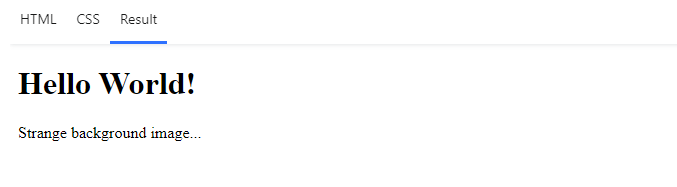 HTML CSS Result
Hello World!
Strange background image...